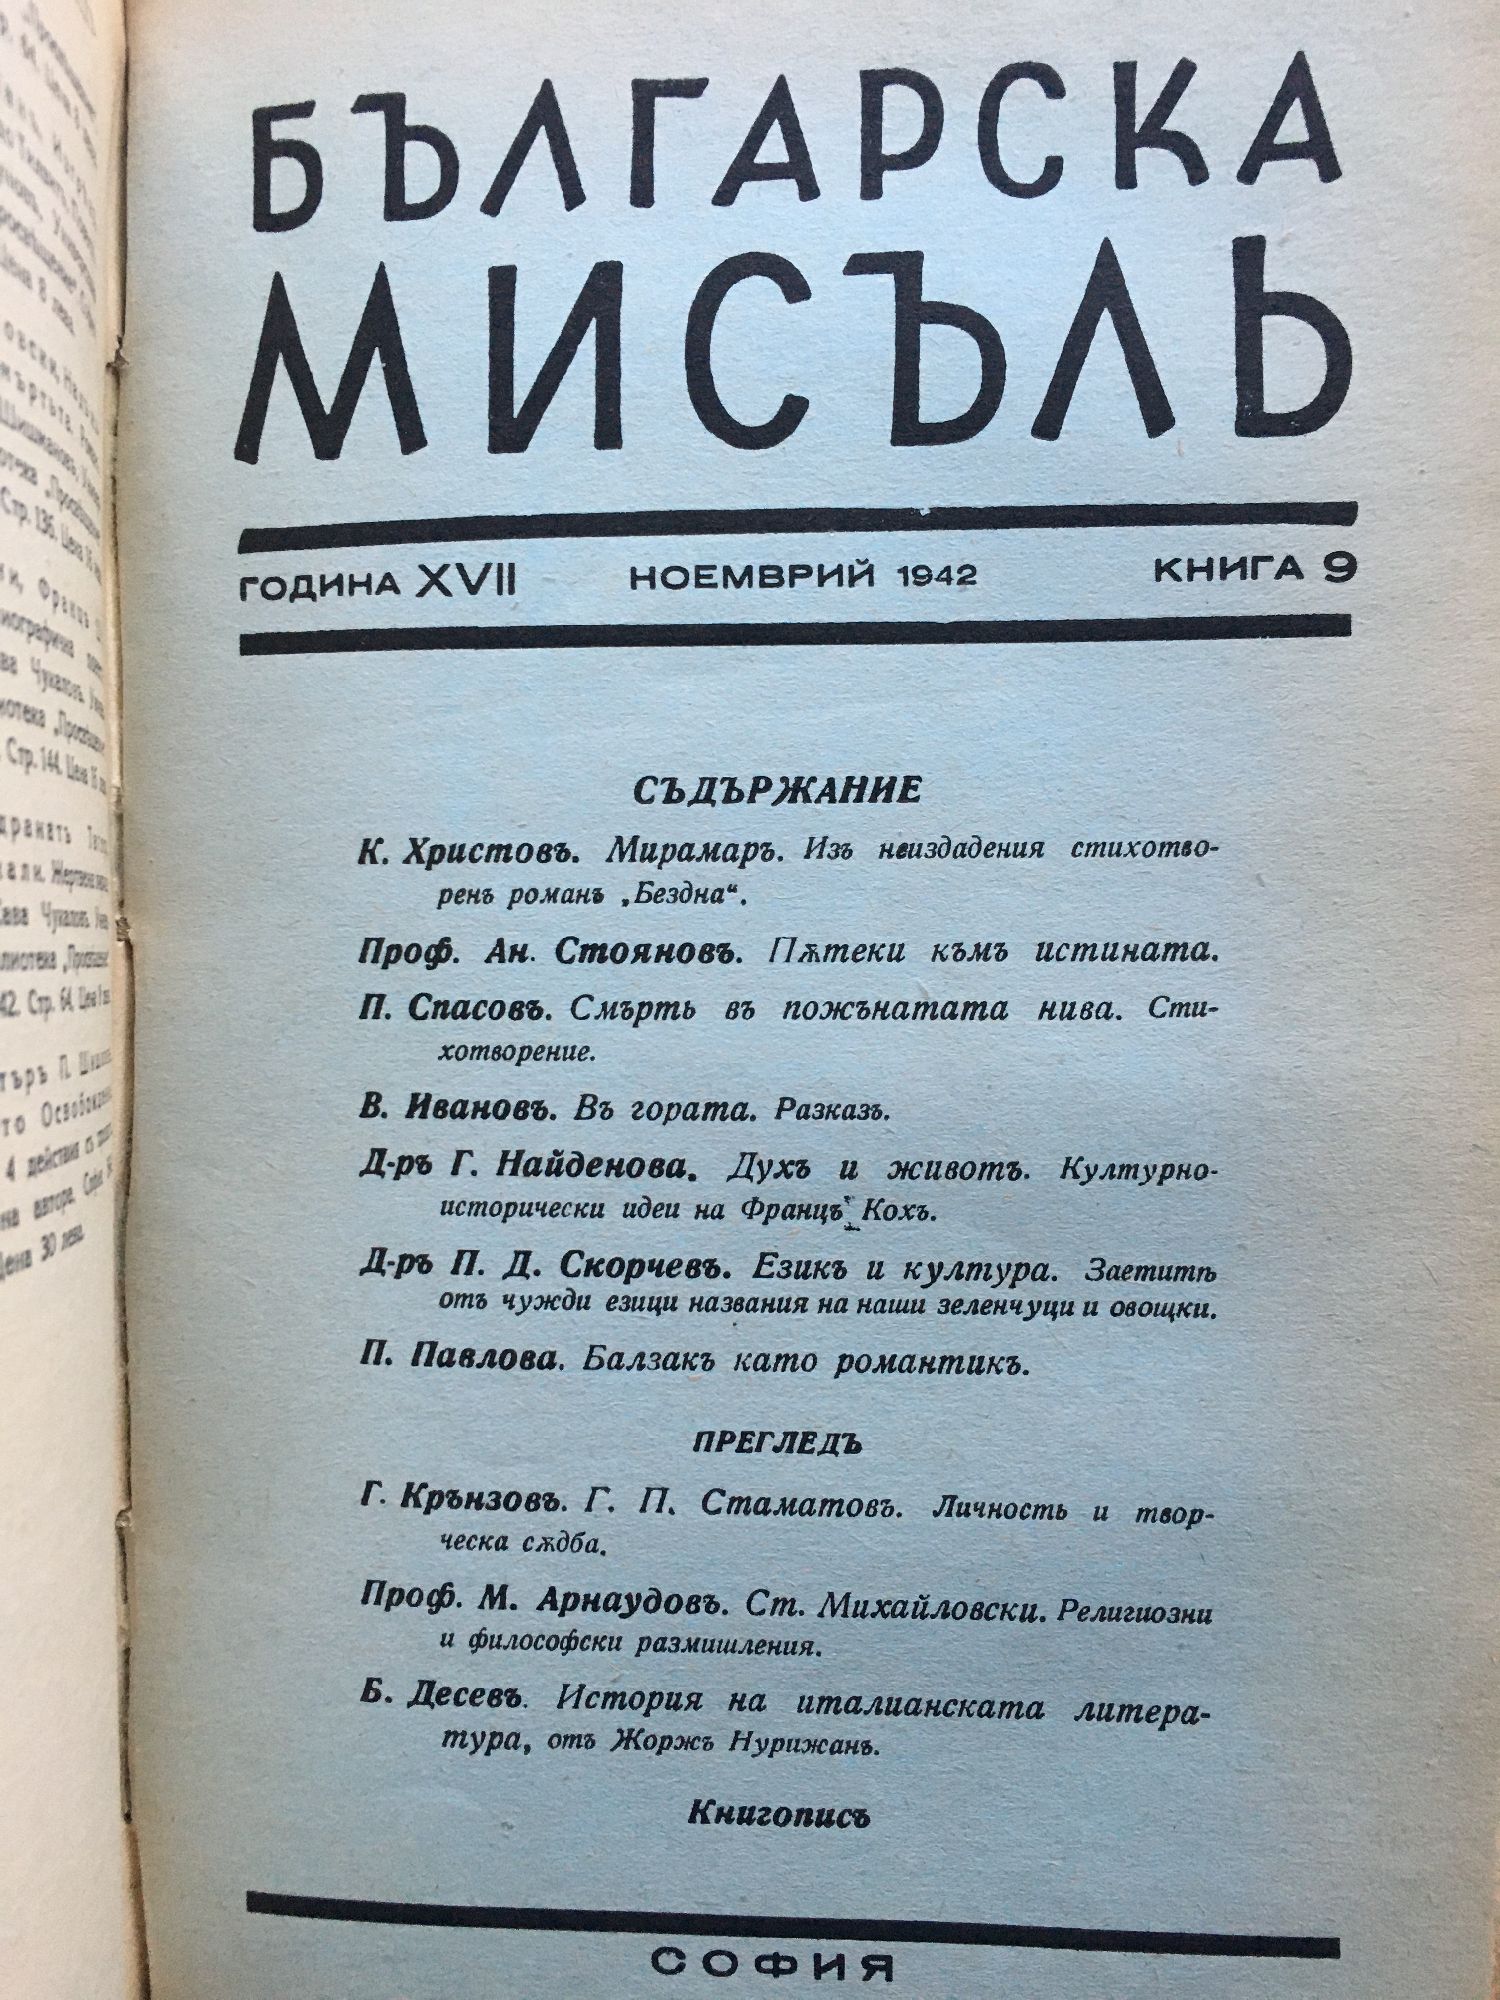 БЪЛГАРСКА
МИСЪЛЬ
ГОДИНА XVII НОЕМВРИЙ 1942 КНИГА 9
СЪДЪРЖАНИЕ
К. Христовъ. Мирамаръ. Изъ неиздадения стихотво-
ренъ романъ „Бездна“.
Проф. Ан. Стояновъ. Пѫтеки къмъ истината.
П. Спасовъ. Смърть въ пожънатата нива. Сти-
хотворение.
В. Ивановъ. Въ гората. Разказъ.
Д-ръ Г. Найденова. Духъ и животъ. Културно-
исторически идеи на Францъ Кохъ.
Д-ръ П. Д. Скорчевъ. Езикъ и култура. Заетитѣ
отъ чужди езици названия на наши зеленчуци и овощки.
П. Павлова. Балзакъ като романтикъ.
ПРЕГЛЕДЪ
Г. Крънзовъ. Г. П. Стаматовъ. Личность и твор-
ческа сѫдба.
Проф. М. Арнаудовъ. Ст. Михайловски. Религиозни
и философски размишления.
Б. Десевъ. История на италианската литера-
тура, отъ Жоржъ Нурижанъ.
Книгописъ
СОФИЯ